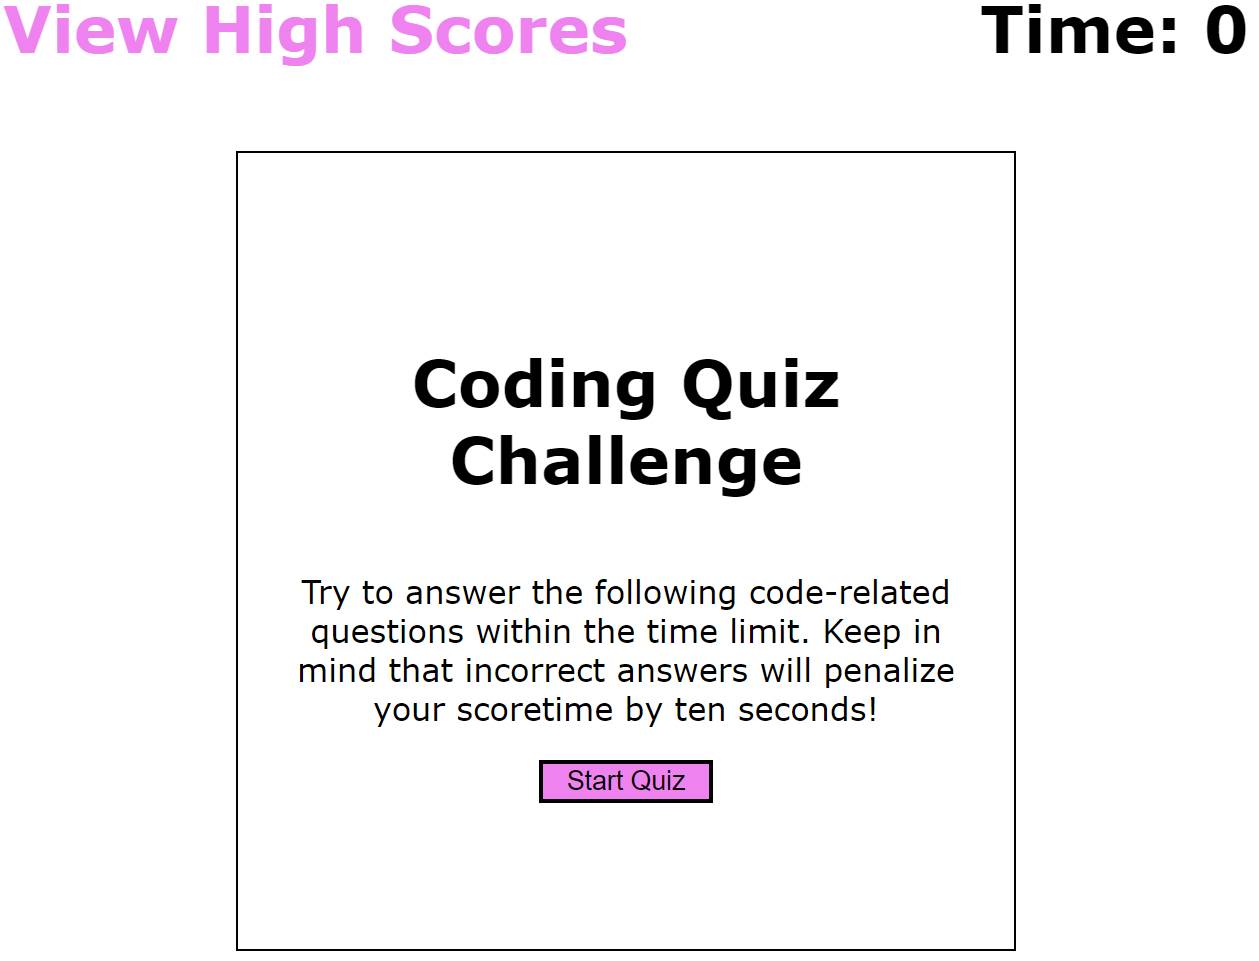 View High Scores
Time: 0
Coding Quiz
Challenge
Try to answer the following code-related
questions within the time limit. Keep in
mind that incorrect answers will penalize
your scoretime by ten seconds!
Start Quiz